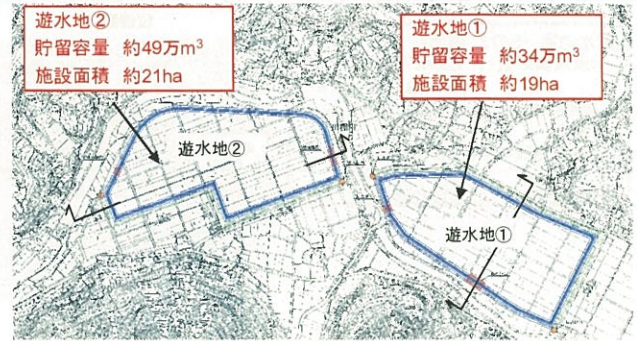 遊水地②
貯留容量 約49万m³
施設面積 約21ha
遊水地①
貯留容量 約34万m³
施設面積 約19ha
遊水地②
遊水地①